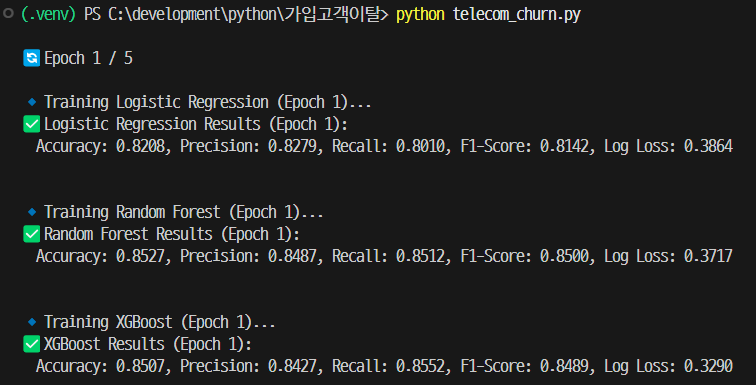 (.venv) PS C:\development\python\가입고객이탈> python telecom_churn.py
🔄 Epoch 1 / 5
🔹 Training Logistic Regression (Epoch 1)...
✅ Logistic Regression Results (Epoch 1):
Accuracy: 0.8208, Precision: 0.8279, Recall: 0.8010, F1-Score: 0.8142, Log Loss: 0.3864
🔹 Training Random Forest (Epoch 1)...
✅ Random Forest Results (Epoch 1):
Accuracy: 0.8527, Precision: 0.8487, Recall: 0.8512, F1-Score: 0.8500, Log Loss: 0.3717
🔹 Training XGBoost (Epoch 1)...
✅ XGBoost Results (Epoch 1):
Accuracy: 0.8507, Precision: 0.8427, Recall: 0.8552, F1-Score: 0.8489, Log Loss: 0.3290